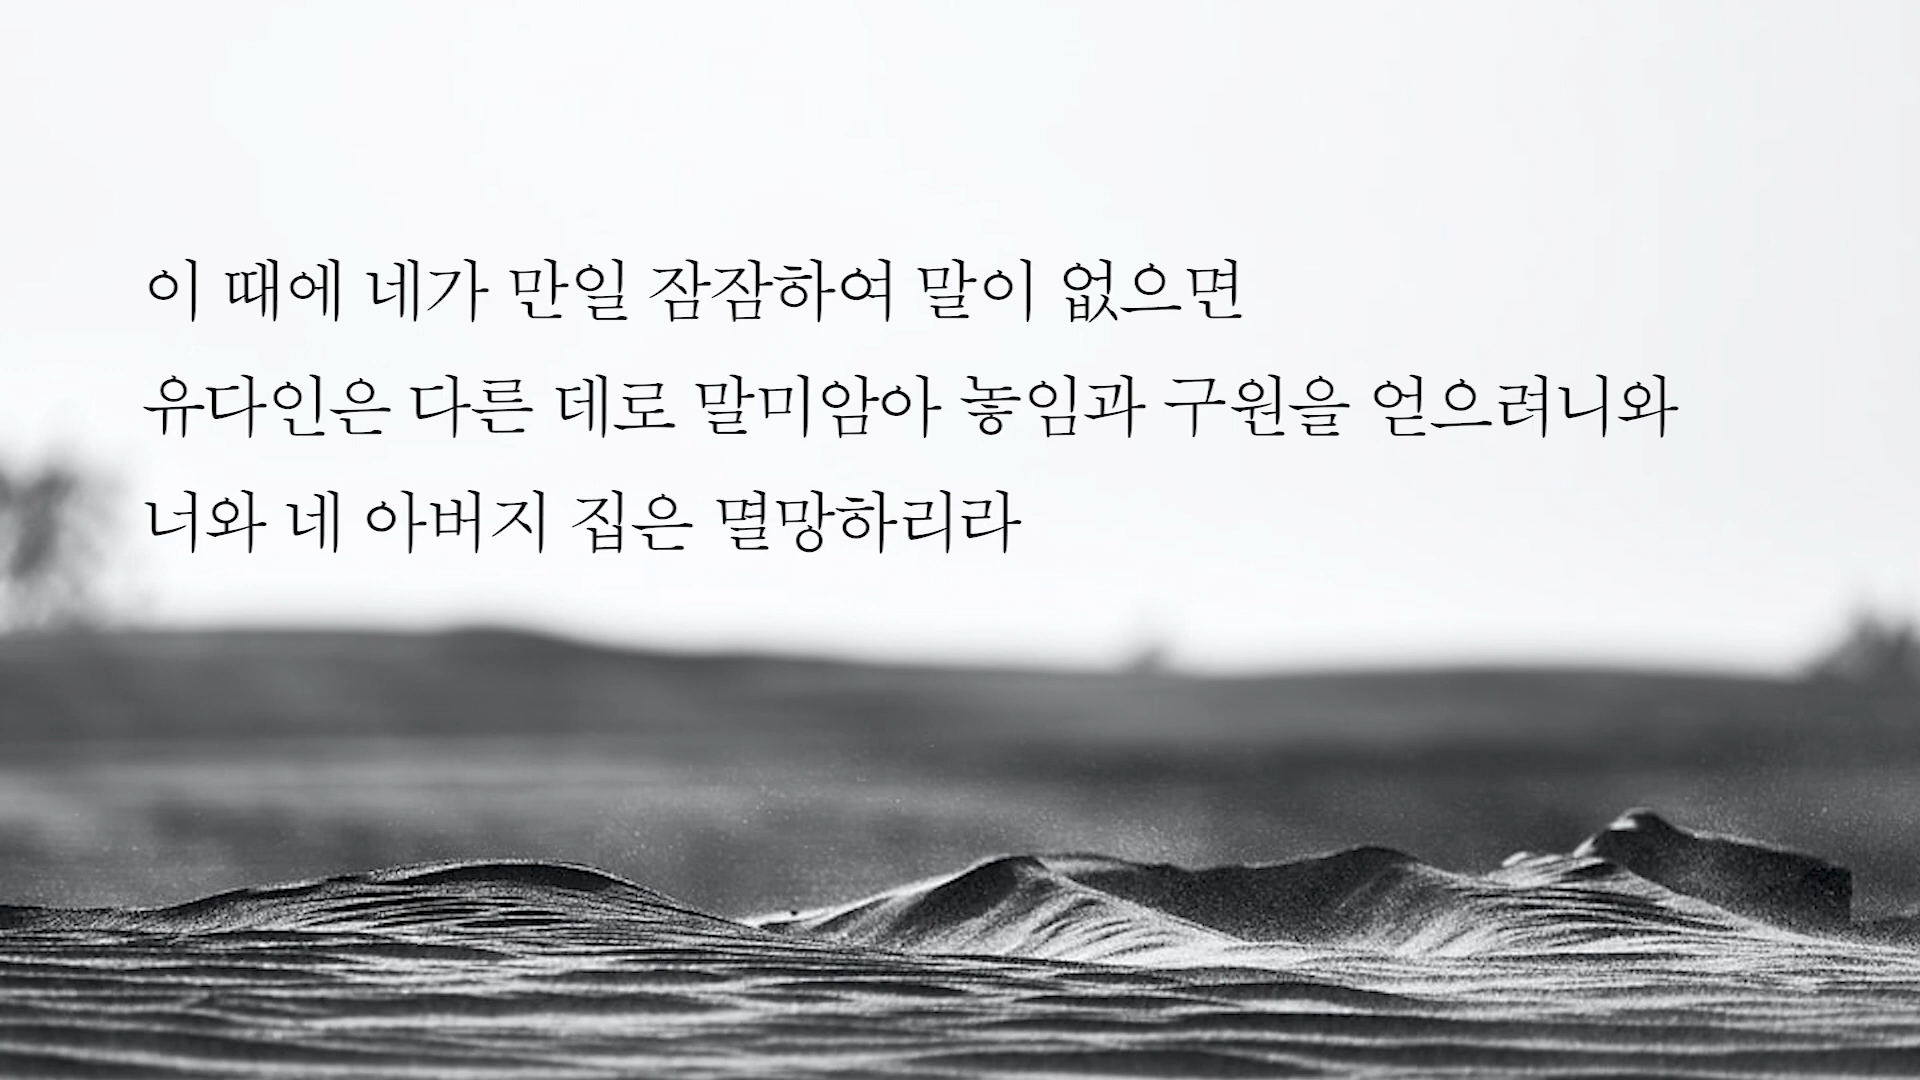 이 때에 네가 만일 잠잠하여 말이 없으면
유다인은 다른 데로 말미암아 놓임과 구원을 얻으려니와
너와 네 아버지 집은 멸망하리라